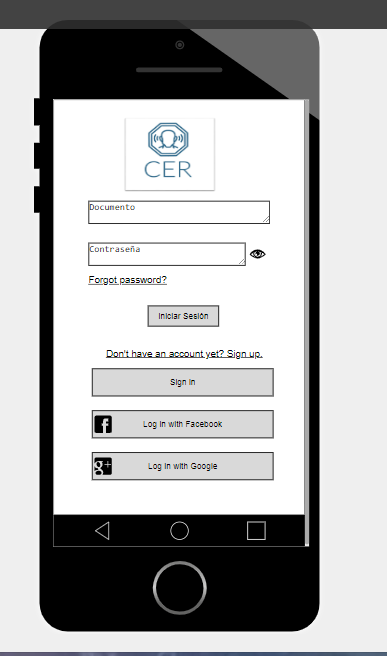 CER
Documento
Contraseña
Forgot password?
Iniciar Sesión
Don't have an account yet? Sign up.
Sign in
f Log In with Facebook
g+ Log In with Google